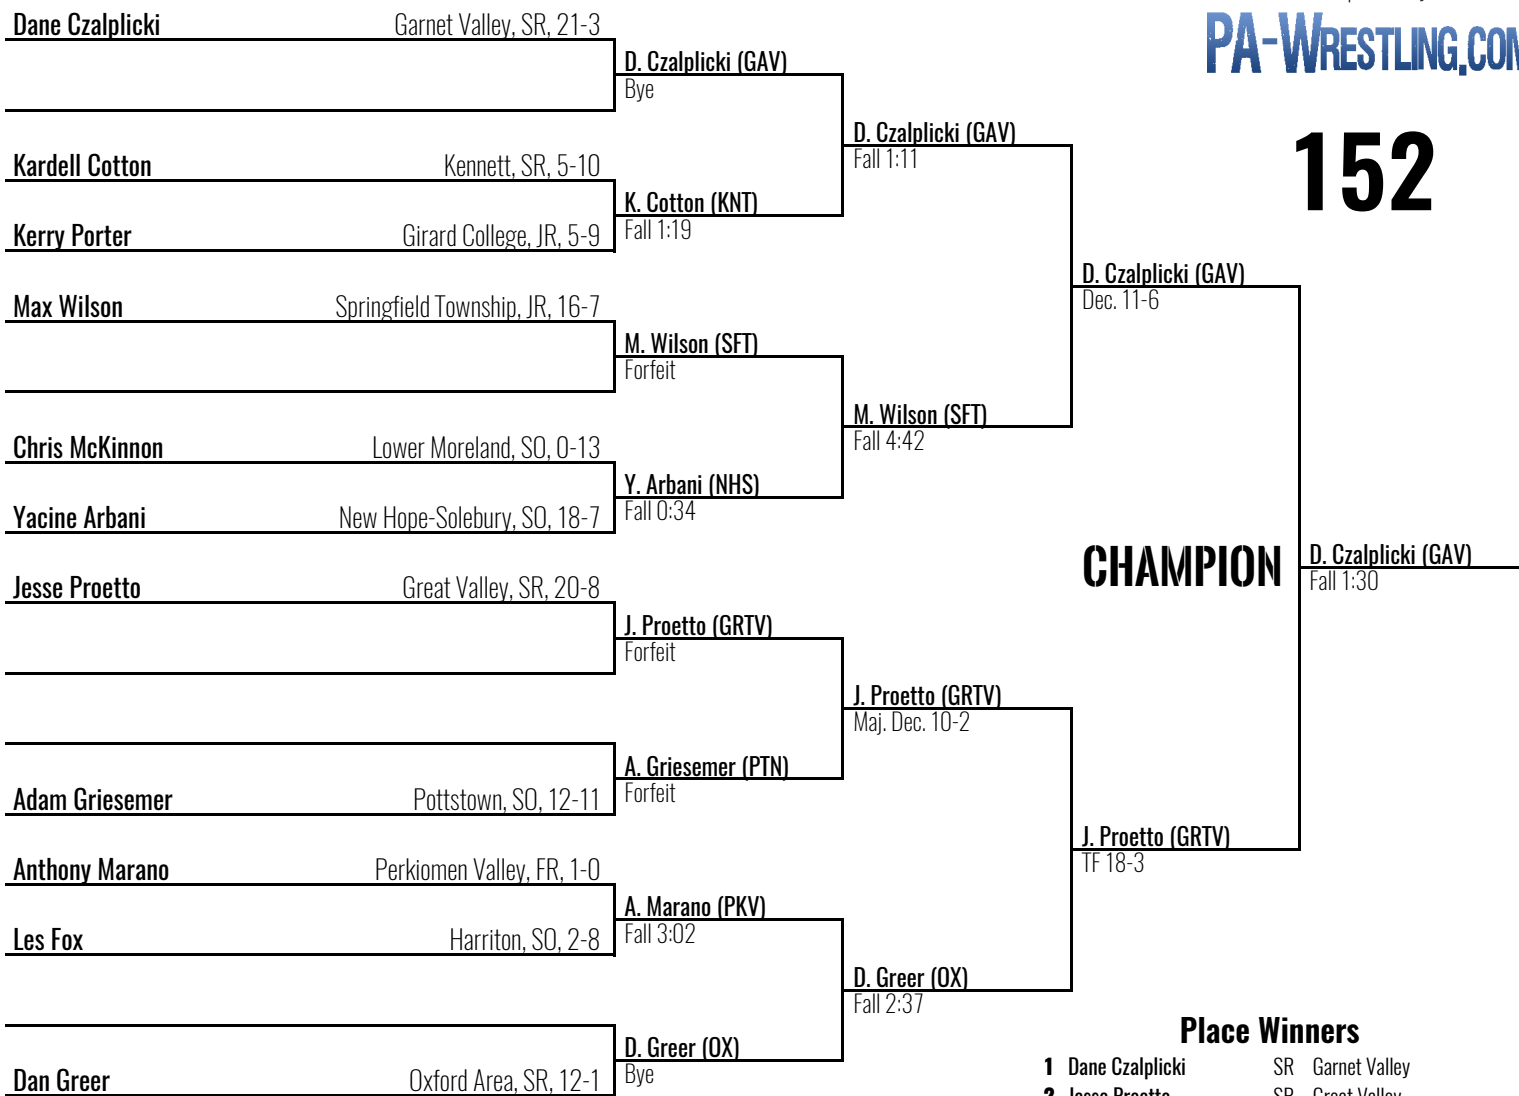 Dane Czalplicki Garnet Valley, SR, 21-3
PA-WRESTLING.COM
D. Czalplicki (GAV)
Bye
152
D. Czalplicki (GAV)
Fall 1:11
Kardell Cotton Kennett, SR, 5-10
K. Cotton (KNT)
Fall 1:19
Kerry Porter Girard College, JR, 5-9
D. Czalplicki (GAV)
Dec. 11-6
Max Wilson Springfield Township, JR, 16-7
M. Wilson (SFT)
Forfeit
M. Wilson (SFT)
Fall 4:42
Chris McKinnon Lower Moreland, SO, 0-13
Y. Arbani (NHS)
Fall 0:34
Yacine Arbani New Hope-Solebury, SO, 18-7
CHAMPION
D. Czalplicki (GAV)
Fall 1:30
Jesse Proetto Great Valley, SR, 20-8
J. Proetto (GRTV)
Forfeit
J. Proetto (GRTV)
Maj. Dec. 10-2
A. Griesemer (PTN)
Forfeit
Adam Griesemer Pottstown, SO, 12-11
J. Proetto (GRTV)
TF 18-3
Anthony Marano Perkiomen Valley, FR, 1-0
A. Marano (PKV)
Fall 3:02
Les Fox Harriton, SO, 2-8
D. Greer (OX)
Fall 2:37
D. Greer (OX)
Bye
Dan Greer Oxford Area, SR, 12-1
Place Winners
1 Dane Czalplicki SR Garnet Valley
2 Jesse Proetto SR Great Valley